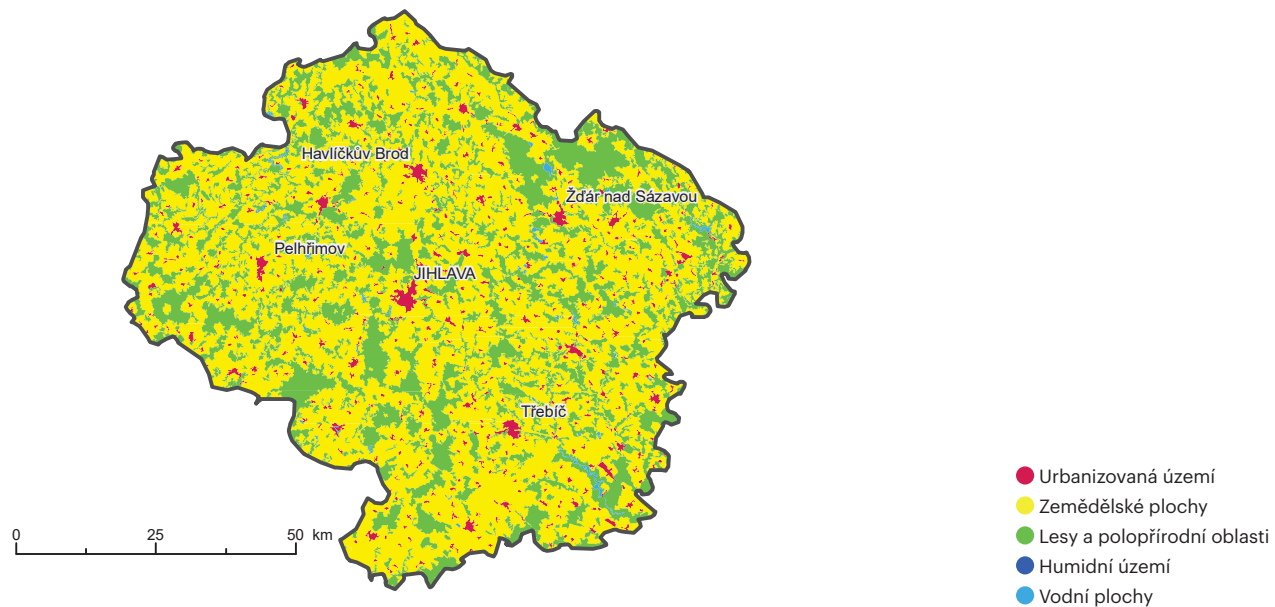 Havlíčkův Brod
Žďár nad Sázavou
Pelhřimov
JIHLAVA
Třebíč
0 25 50 km
Urbanizovaná území
Zemědělské plochy
Lesy a polopřírodní oblasti
Humidní území
Vodní plochy